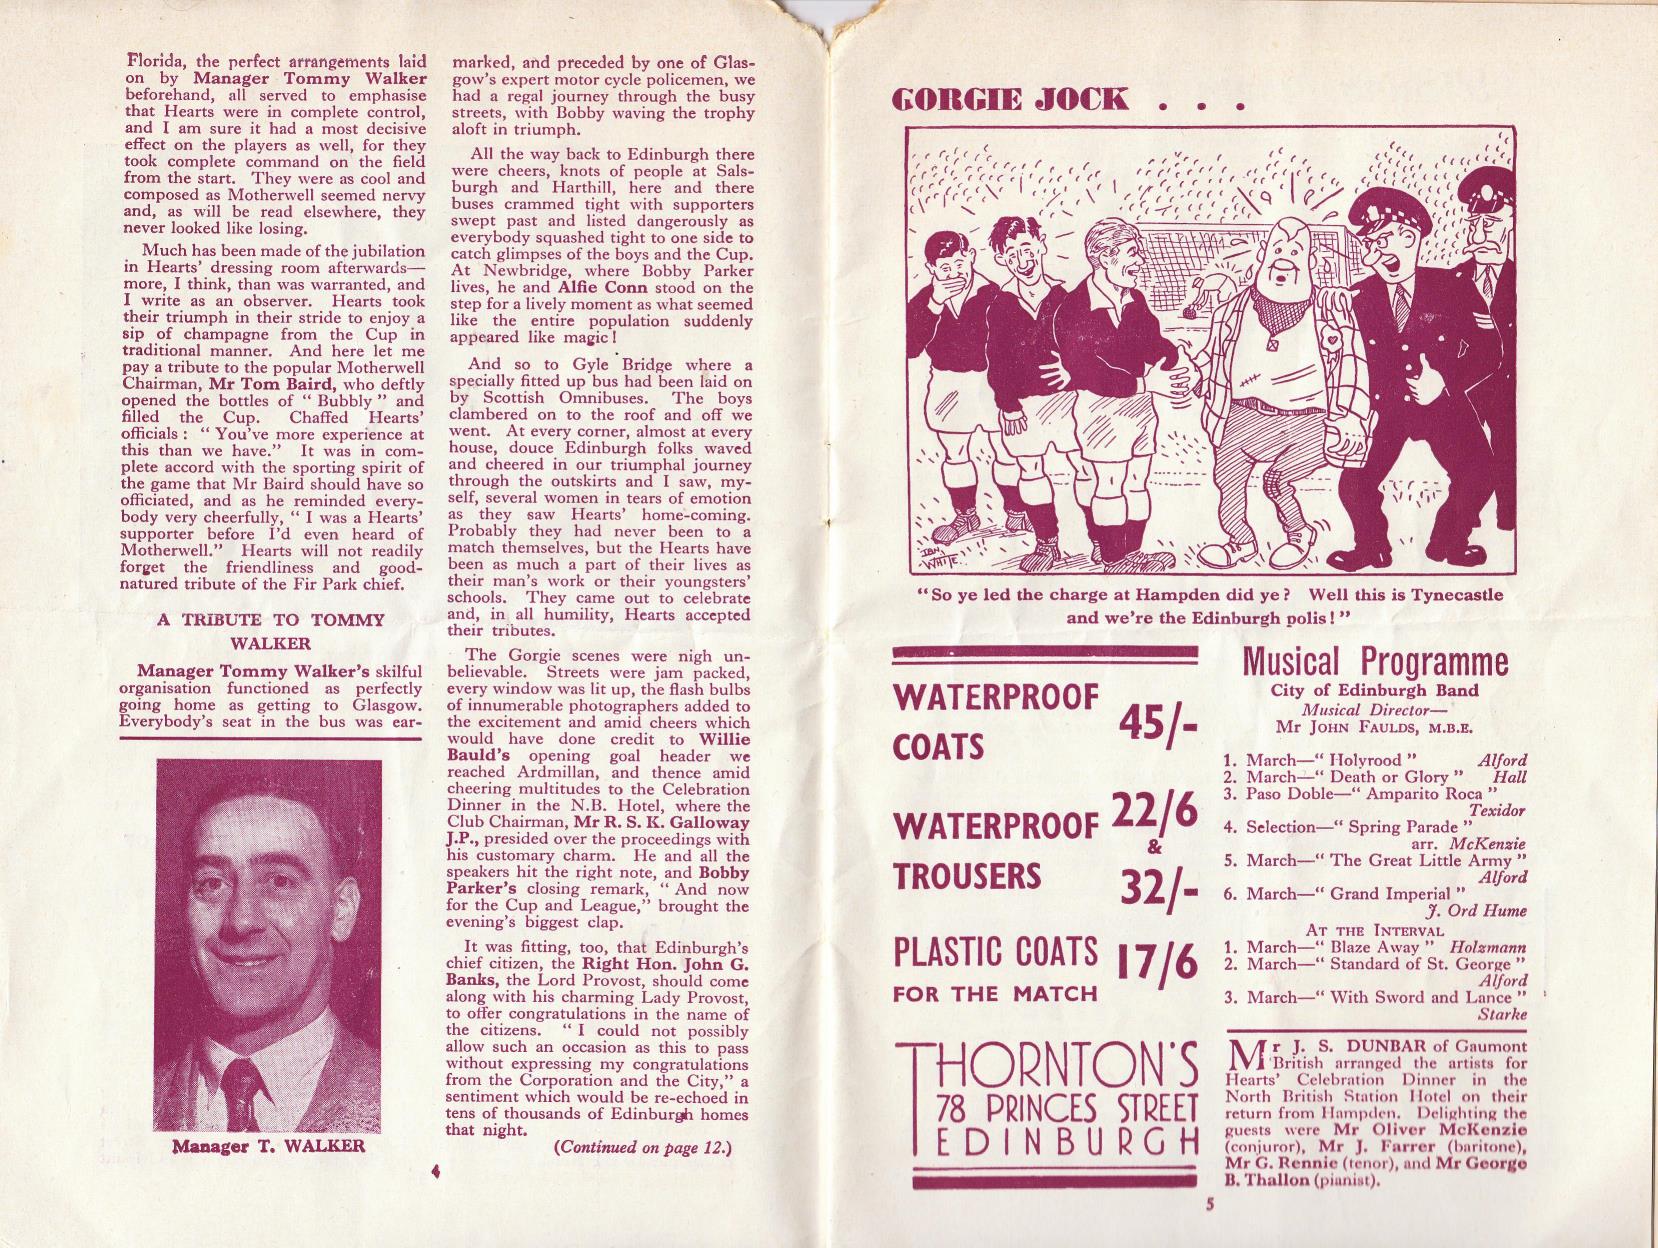 Florida, the perfect arrangements laid
on by Manager Tommy Walker
beforehand, all served to emphasise
that Hearts were in complete control,
and I am sure it had a most decisive
effect on the players as well, for they
took complete command on the field
from the start. They were as cool and
composed as Motherwell seemed nervy
and, as will be read elsewhere, they
never looked like losing.
Much has been made of the jubilation
in Hearts' dressing room afterwards—
more, I think, than was warranted, and
I write as an observer. Hearts took
their triumph in their stride to enjoy a
sip of champagne from the Cup in
traditional manner. And here let me
pay a tribute to the popular Motherwell
Chairman, Mr Tom Baird, who deftly
opened the bottles of " Bubbly " and
filled the Cup. Chaffed Hearts'
officials : " You've more experience at
this than we have." It was in com-
plete accord with the sporting spirit of
the game that Mr Baird should have so
officiated, and as he reminded every-
body very cheerfully, " I was a Hearts'
supporter before I'd even heard of
Motherwell." Hearts will not readily
forget the friendliness and good-
natured tribute of the Fir Park chief.
A TRIBUTE TO TOMMY
WALKER
Manager Tommy Walker's skilful
organisation functioned as perfectly
going home as getting to Glasgow.
Everybody's seat in the bus was ear-
Manager T. WALKER
marked, and preceded by one of Glas-
gow's expert motor cycle policemen, we
had a regal journey through the busy
streets, with Bobby waving the trophy
aloft in triumph.
All the way back to Edinburgh there
were cheers, knots of people at Sals-
burgh and Harthill, here and there
buses crammed tight with supporters
swept past and listed dangerously as
everybody squashed tight to one side to
catch glimpses of the boys and the Cup.
At Newbridge, where Bobby Parker
lives, he and Alfie Conn stood on the
step for a lively moment as what seemed
like the entire population suddenly
appeared like magic !
And so to Gyle Bridge where a
specially fitted up bus had been laid on
by Scottish Omnibuses. The boys
clambered on to the roof and off we
went. At every corner, almost at every
house, douce Edinburgh folks waved
and cheered in our triumphal journey
through the outskirts and I saw, my-
self, several women in tears of emotion
as they saw Hearts' home-coming.
Probably they had never been to a
match themselves, but the Hearts have
been as much a part of their lives as
their man's work or their youngsters'
schools. They came out to celebrate
and, in all humility, Hearts accepted
their tributes.
The Gorgie scenes were nigh un-
believable. Streets were jam packed,
every window was lit up, the flash bulbs
of innumerable photographers added to
the excitement and amid cheers which
would have done credit to Willie
Bauld's opening goal header we
reached Ardmillan, and thence amid
cheering multitudes to the Celebration
Dinner in the N.B. Hotel, where the
Club Chairman, Mr R. S. K. Galloway
J.P., presided over the proceedings with
his customary charm. He and all the
speakers hit the right note, and Bobby
Parker's closing remark, " And now
for the Cup and League," brought the
evening's biggest clap.
It was fitting, too, that Edinburgh's
chief citizen, the Right Hon. John G.
Banks, the Lord Provost, should come
along with his charming Lady Provost,
to offer congratulations in the name of
the citizens. " I could not possibly
allow such an occasion as this to pass
without expressing my congratulations
from the Corporation and the City," a
sentiment which would be re-echoed in
tens of thousands of Edinburgh homes
that night.
(Continued on page 12.)
4
GORGIE JOCK . . .
IAN
WHITE.
" So ye led the charge at Hampden did ye ? Well this is Tynecastle
and we're the Edinburgh polis ! "
WATERPROOF
COATS
45/-
WATERPROOF
TROUSERS
22/6
&
32/-
PLASTIC COATS
FOR THE MATCH
17/6
THORNTON'S
78 PRINCES STREET
EDINBURGH
Musical Programme
City of Edinburgh Band
Musical Director—
Mr JOHN FAULDS, M.B.E.
1. March—" Holyrood " Alford
2. March—" Death or Glory " Hall
3. Paso Doble—" Amparito Roca "
Texidor
4. Selection—" Spring Parade "
arr. McKenzie
5. March—" The Great Little Army "
Alford
6. March—" Grand Imperial "
J. Ord Hume
AT THE INTERVAL
1. March—" Blaze Away " Holzmann
2. March—" Standard of St. George "
Alford
3. March—" With Sword and Lance "
Starke
Mr J. S. DUNBAR of Gaumont
British arranged the artists for
Hearts' Celebration Dinner in the
North British Station Hotel on their
return from Hampden. Delighting the
guests were Mr Oliver McKenzie
(conjuror), Mr J. Farrer (baritone),
Mr G. Rennie (tenor), and Mr George
B. Thallon (pianist).
5